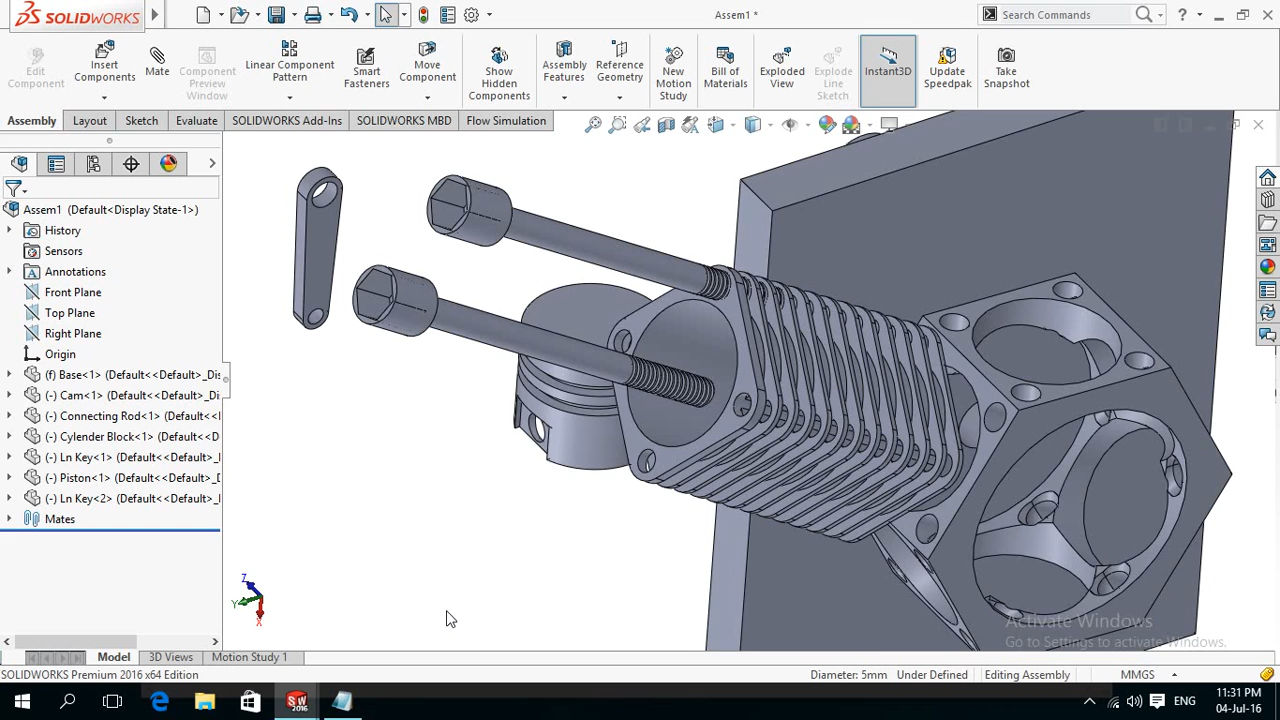 SOLIDWORKS
Assem1 *
Search Commands
?
Edit Component
Insert Components
Mate
Component Preview Window
Linear Component Pattern
Smart Fasteners
Move Component
Show Hidden Components
Assembly Features
Reference Geometry
New Motion Study
Bill of Materials
Exploded View
Explode Line Sketch
Instant3D
Update Speedpak
Take Snapshot
Assembly
Layout
Sketch
Evaluate
SOLIDWORKS Add-Ins
SOLIDWORKS MBD
Flow Simulation
Assem1 (Default<Display State-1>)
History
Sensors
Annotations
Front Plane
Top Plane
Right Plane
Origin
(f) Base<1> (Default<<Default>_Dis
(-) Cam<1> (Default<<Default>_Di
(-) Connecting Rod<1> (Default<<
(-) Cylender Block<1> (Default<<D
(-) Ln Key<1> (Default<<Default>_
(-) Piston<1> (Default<<Default>_D
(-) Ln Key<2> (Default<<Default>_
Mates
Z
Y
X
Activate Windows
Go to Settings to activate Windows.
Model
3D Views
Motion Study 1
SOLIDWORKS Premium 2016 x64 Edition
Diameter: 5mm
Under Defined
Editing Assembly
MMGS
SW
2016
ENG
11:31 PM
04-Jul-16